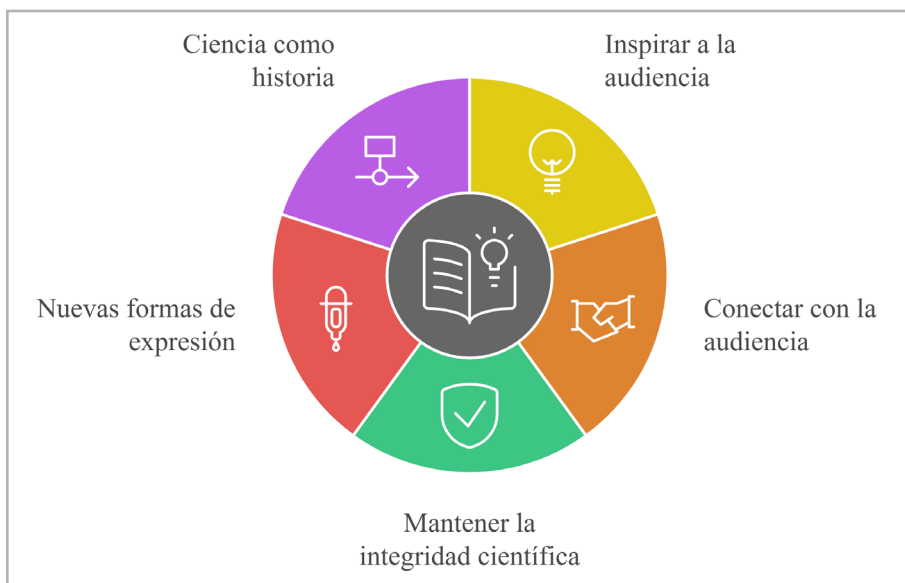 Ciencia como
historia
Inspirar a la
audiencia
Nuevas formas de
expresión
Conectar con la
audiencia
Mantener la
integridad científica